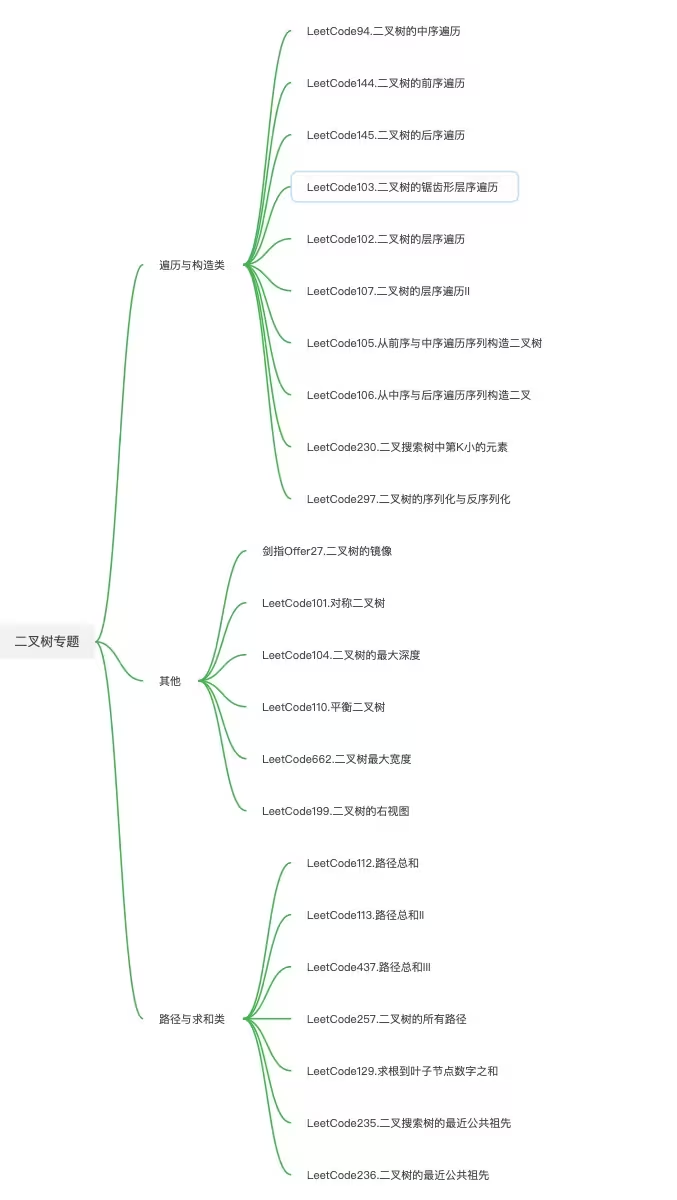 LeetCode94.二叉树的中序遍历
LeetCode144.二叉树的前序遍历
LeetCode145.二叉树的后序遍历
LeetCode103.二叉树的锯齿形层序遍历
LeetCode102.二叉树的层序遍历
遍历与构造类
LeetCode107.二叉树的层序遍历II
LeetCode105.从前序与中序遍历序列构造二叉树
LeetCode106.从中序与后序遍历序列构造二叉
LeetCode230.二叉搜索树中第K小的元素
LeetCode297.二叉树的序列化与反序列化
剑指Offer27.二叉树的镜像
LeetCode101.对称二叉树
二叉树专题
LeetCode104.二叉树的最大深度
其他
LeetCode110.平衡二叉树
LeetCode662.二叉树最大宽度
LeetCode199.二叉树的右视图
LeetCode112.路径总和
LeetCode113.路径总和II
LeetCode437.路径总和III
路径与求和类
LeetCode257.二叉树的所有路径
LeetCode129.求根到叶子节点数字之和
LeetCode235.二叉搜索树的最近公共祖先
LeetCode236.二叉树的最近公共祖先